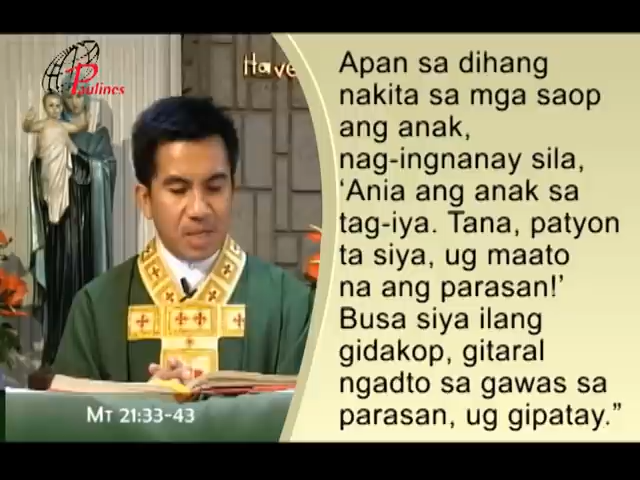 Paulines
Have
Apan sa dihang
nakita sa mga saop
ang anak,
nag-ingnanay sila,
‘Ania ang anak sa
tag-iya. Tana, patyon
ta siya, ug maato
na ang parasan!’
Busa siya ilang
gidakop, gitaral
ngadto sa gawas sa
parasan, ug gipatay.”
MT 21:33-43